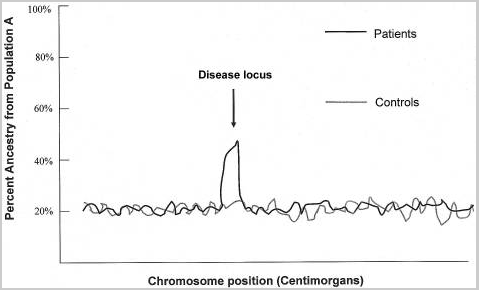 100%
80%
60%
40%
20%
Percent Ancestry from Population A
Disease locus
Patients
Controls
Chromosome position (Centimorgans)